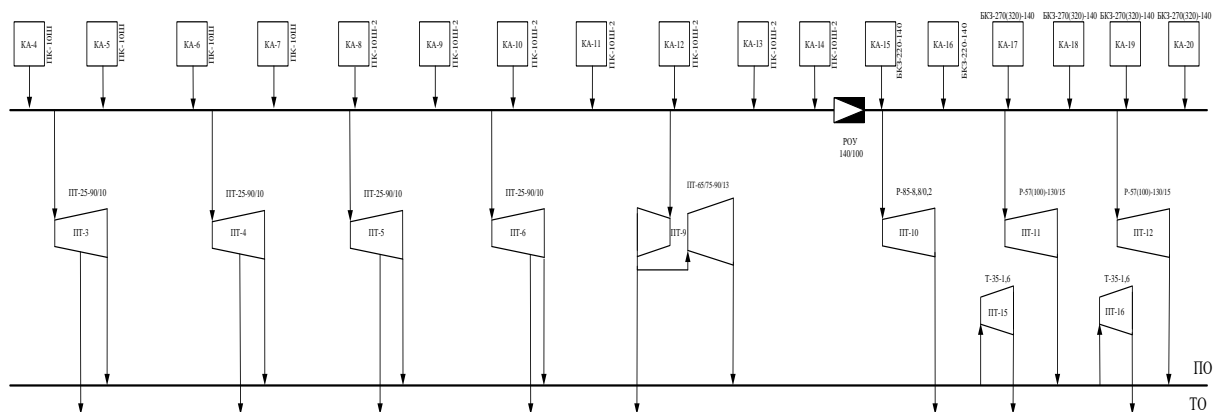 БКЗ-270(320)-140 БКЗ-270(320)-140 БКЗ-270(320)-140 БКЗ-270(320)-140
КА-4 ПК-10Ш КА-5 ПК-10Ш КА-6 ПК-10Ш КА-7 ПК-10Ш КА-8 ПК-10Ш-2 КА-9 ПК-10Ш-2 КА-10 ПК-10Ш-2 КА-11 ПК-10Ш-2 КА-12 ПК-10Ш-2 КА-13 ПК-10Ш-2 КА-14 ПК-10Ш-2 КА-15 БКЗ-220-140 КА-16 БКЗ-220-140 КА-17 КА-18 КА-19 КА-20
РОУ
140/100
ПТ-25-90/10 ПТ-25-90/10 ПТ-25-90/10 ПТ-25-90/10 ПТ-65/75-90/13 Р-85-8,8/0,2 Р-57(100)-130/15 Р-57(100)-130/15
ПТ-3 ПТ-4 ПТ-5 ПТ-6 ПТ-9 ПТ-10 ПТ-11 ПТ-12
Т-35-1,6 Т-35-1,6
ПТ-15 ПТ-16
ПО
ТО